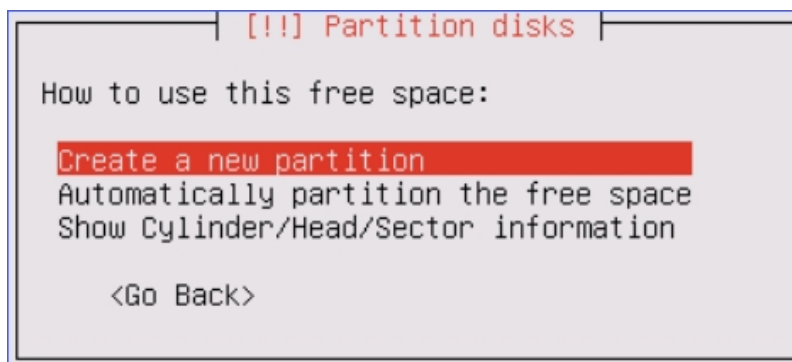 [!!] Partition disks
How to use this free space:
Create a new partition
Automatically partition the free space
Show Cylinder/Head/Sector information
<Go Back>